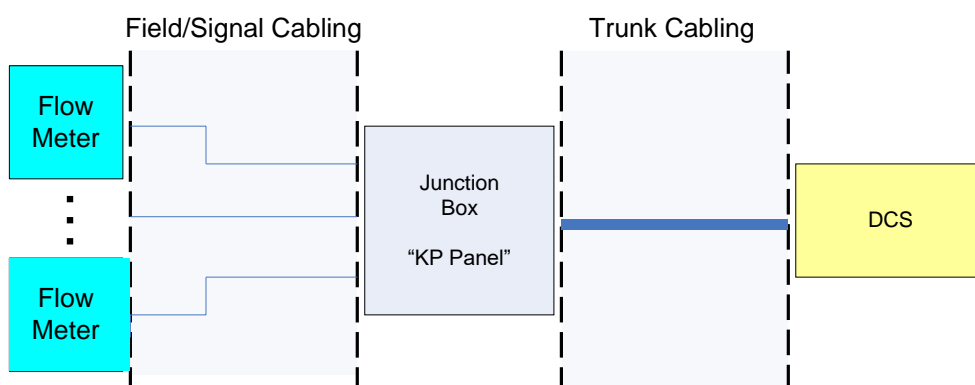 Field/Signal Cabling
Trunk Cabling
Flow
Meter
Junction
Box
“KP Panel”
DCS
Flow
Meter